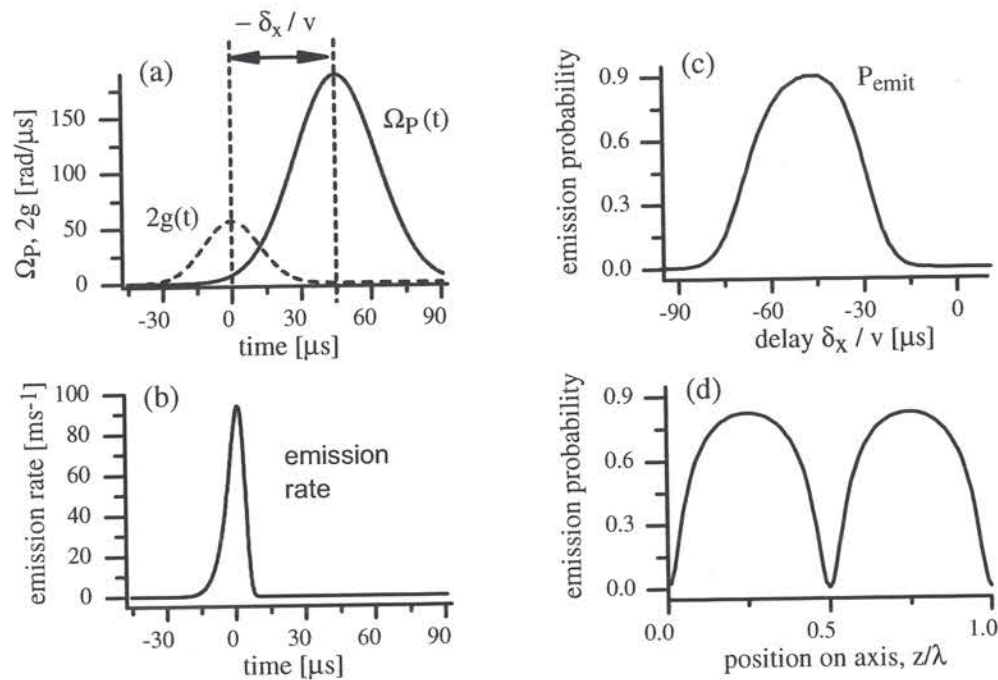 − δx / v
(a)
Ωp, 2g [rad/μs]
150
100
50
0
2g(t)
Ωp (t)
-30
0
30
60
90
time [μs]
(b)
emission rate [ms-1]
100
80
60
40
20
0
emission
rate
-30
0
30
60
90
time [μs]
(c)
emission probability
0.9
0.6
0.3
0.0
Pemit
-90
-60
-30
0
delay δx / v [μs]
(d)
emission probability
0.9
0.6
0.3
0.0
0.0
0.5
1.0
position on axis, z/λ